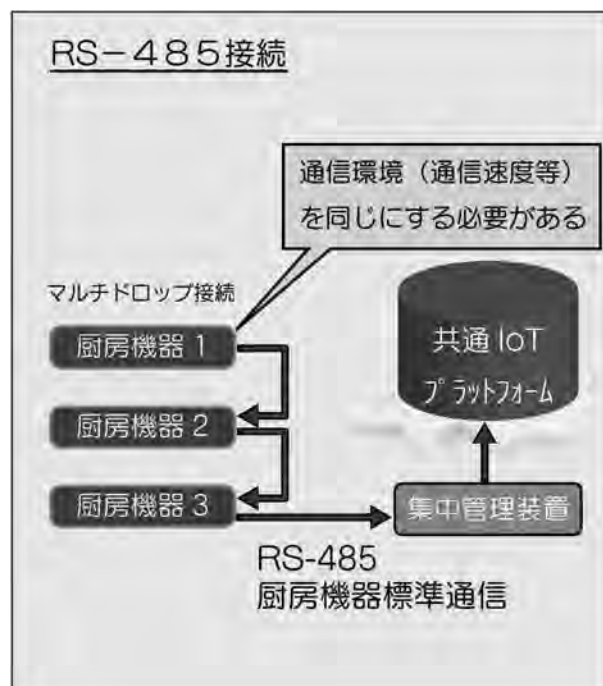 RS−485接続
通信環境（通信速度等）
を同じにする必要がある
マルチドロップ接続
厨房機器1
厨房機器2
厨房機器3
共通IoT
プラットフォーム
集中管理装置
RS-485
厨房機器標準通信